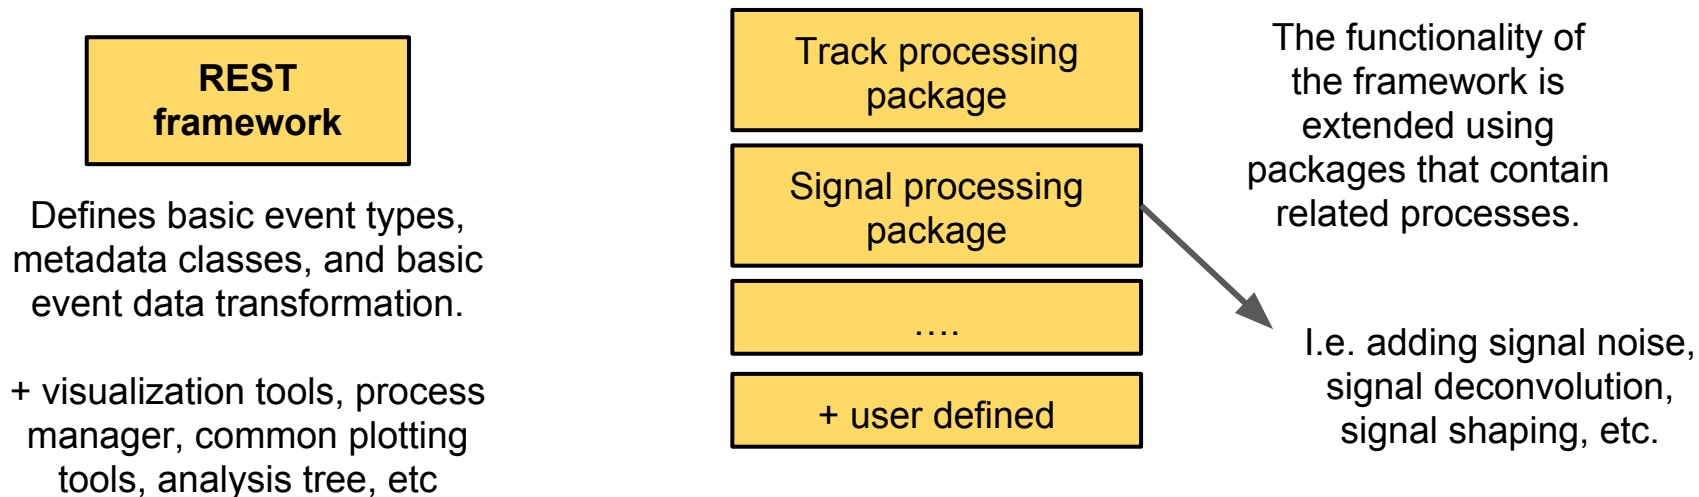 REST
framework
Defines basic event types,
metadata classes, and basic
event data transformation.
+ visualization tools, process
manager, common plotting
tools, analysis tree, etc
Track processing
package
Signal processing
package
....
+ user defined
The functionality of
the framework is
extended using
packages that contain
related processes.
I.e. adding signal noise,
signal deconvolution,
signal shaping, etc.